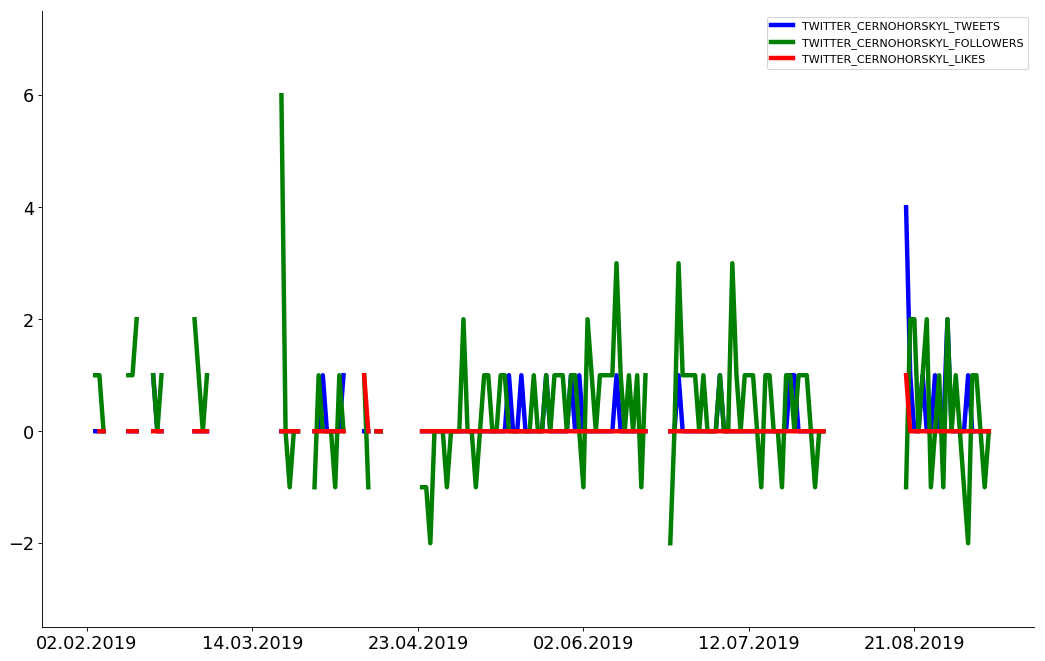 TWITTER_CERNOHORSKYL_TWEETS
TWITTER_CERNOHORSKYL_FOLLOWERS
TWITTER_CERNOHORSKYL_LIKES
6
4
2
0
−2
02.02.2019 14.03.2019 23.04.2019 02.06.2019 12.07.2019 21.08.2019